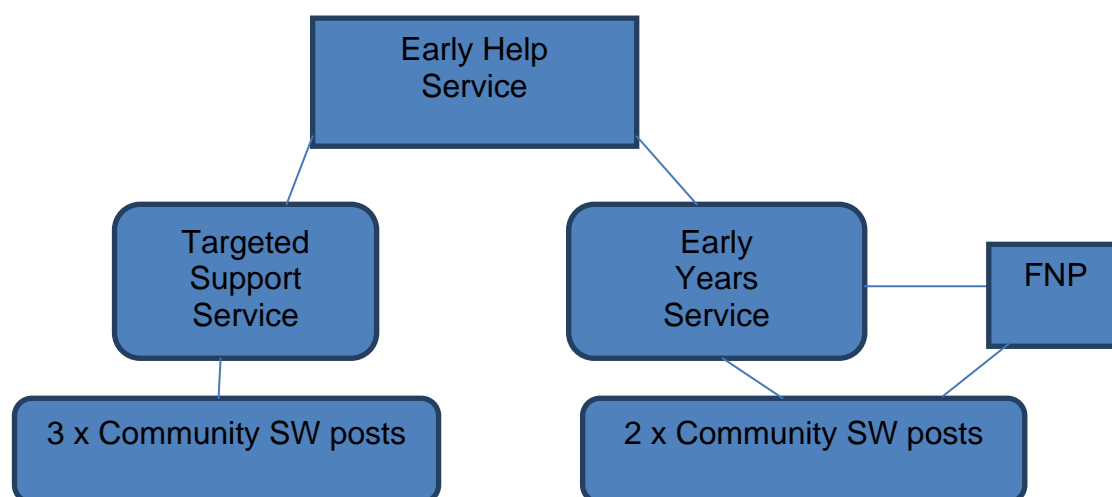 Early Help
Service
Targeted
Support
Service
Early
Years
Service
FNP
3 x Community SW posts
2 x Community SW posts